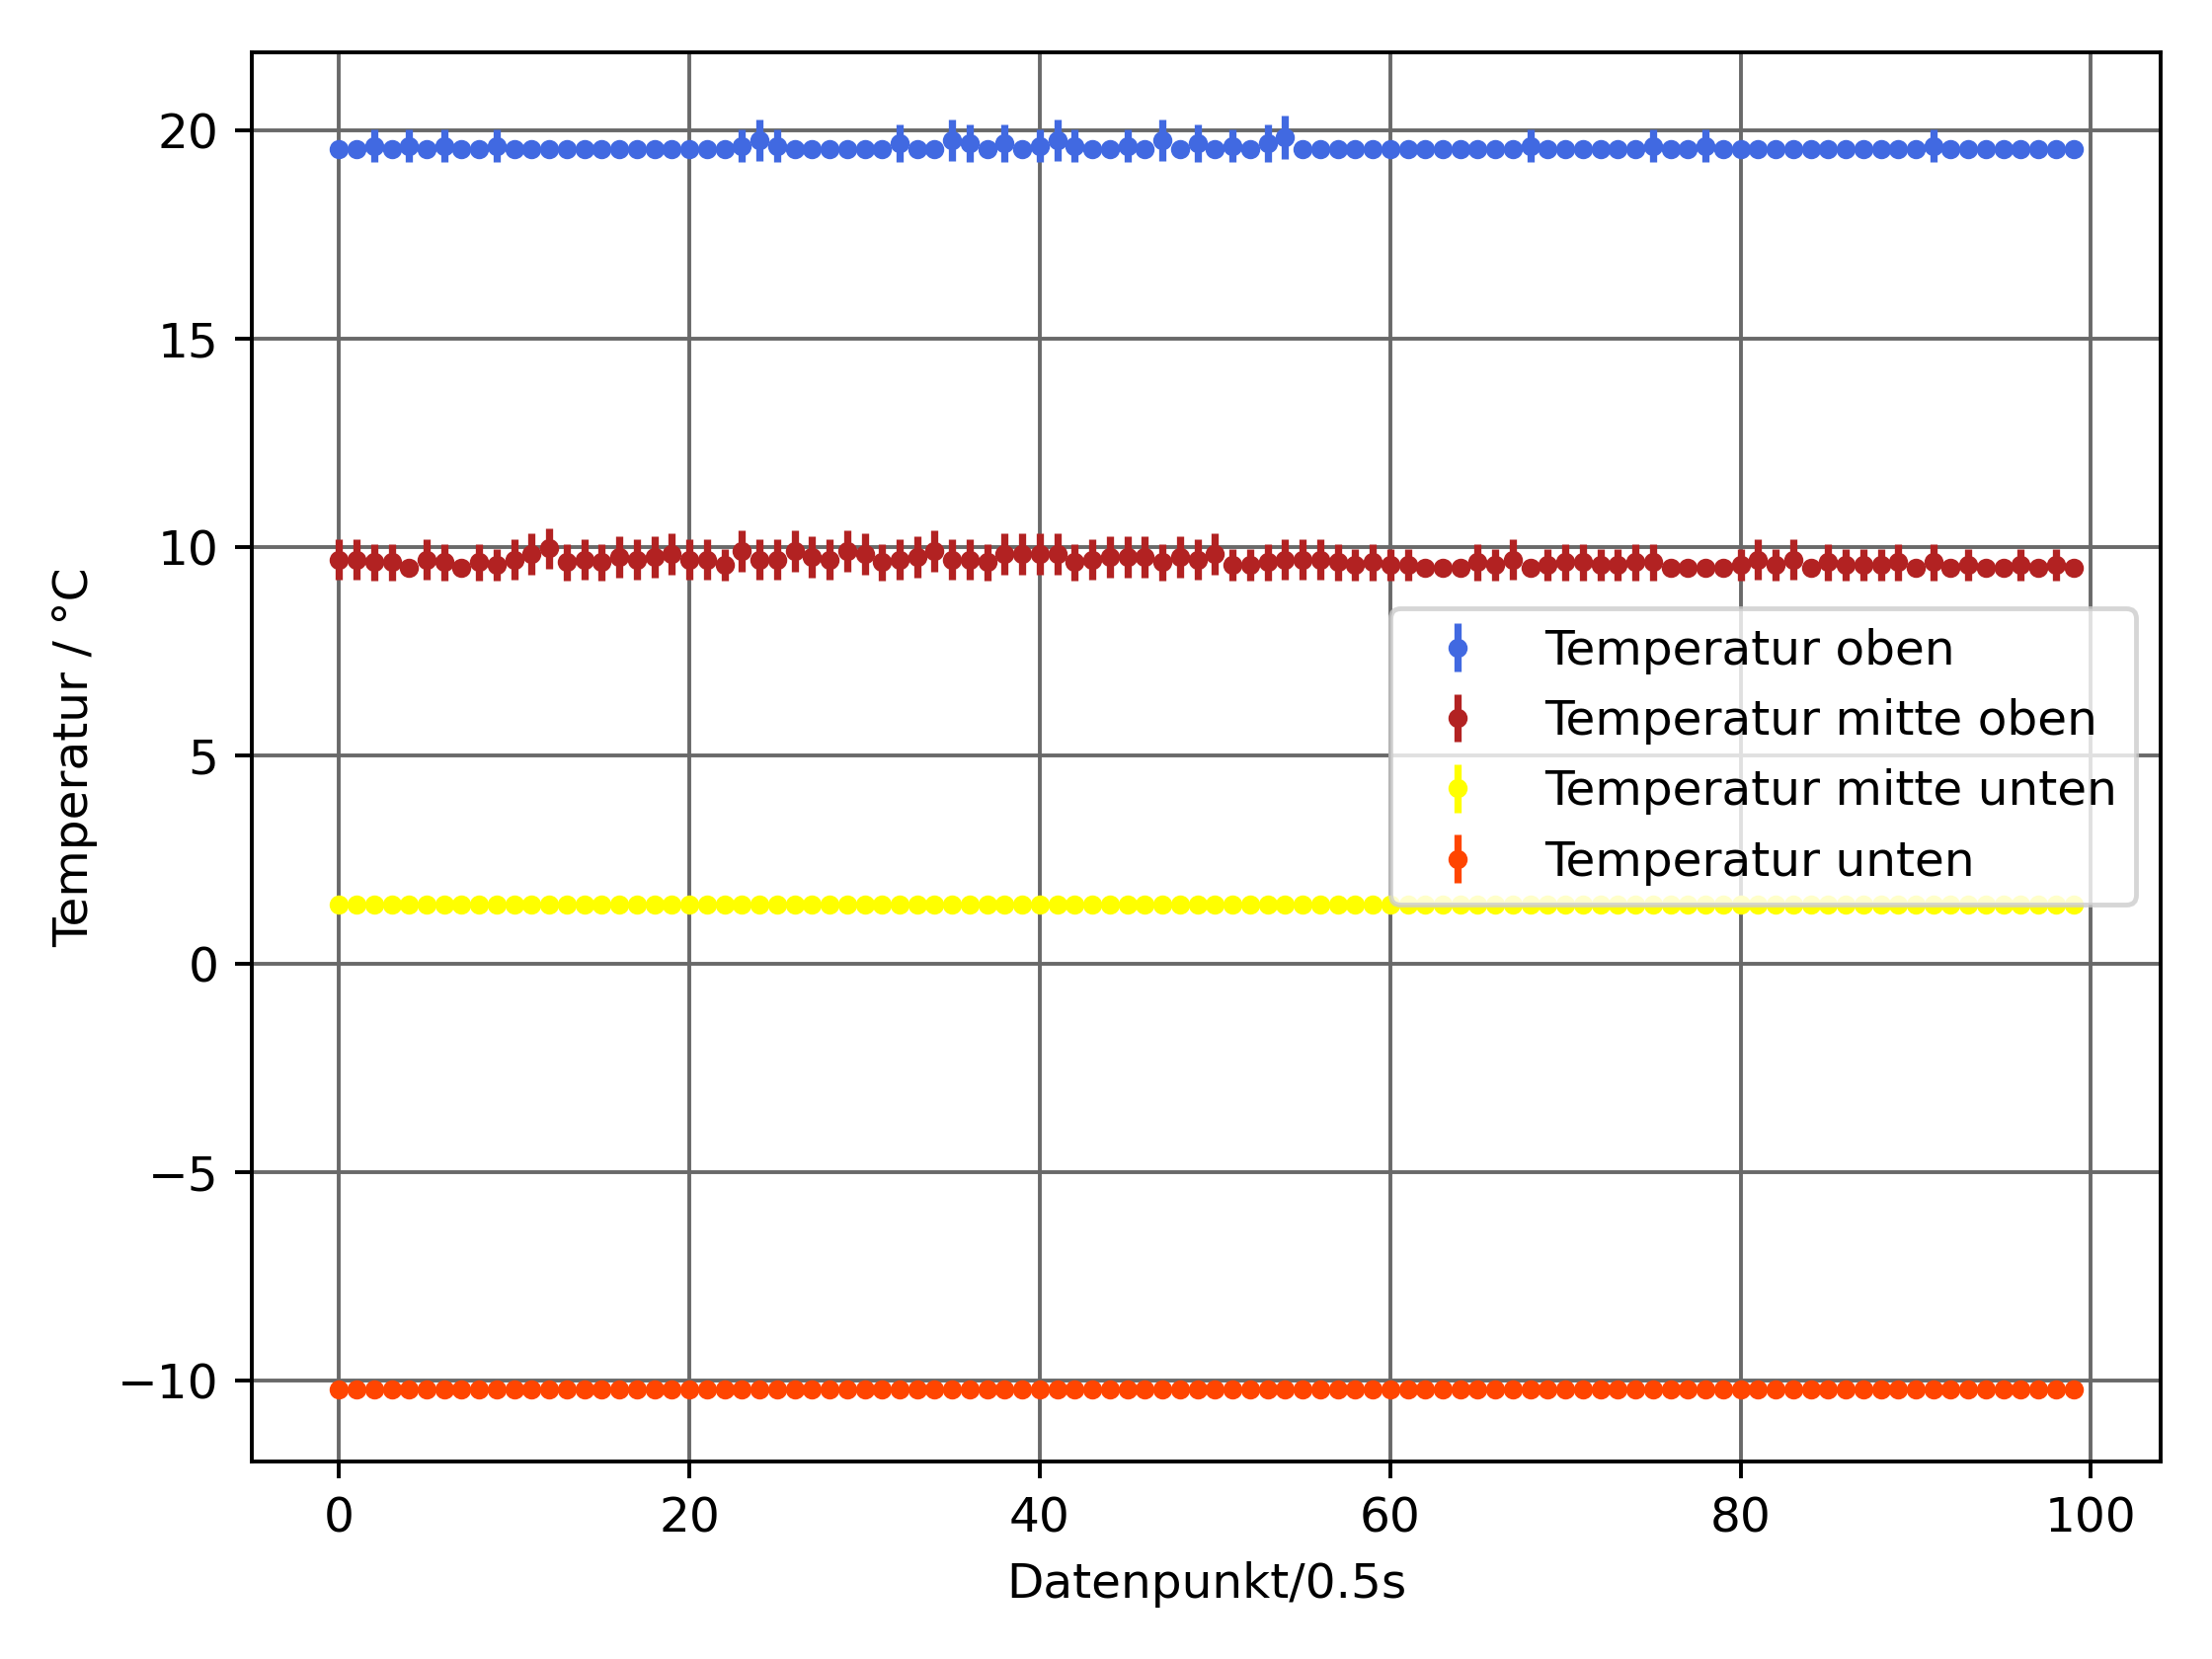 20
15
10
5
0
−5
−10
Temperatur / °C
Temperatur oben
Temperatur mitte oben
Temperatur mitte unten
Temperatur unten
0 20 40 60 80 100
Datenpunkt/0.5s